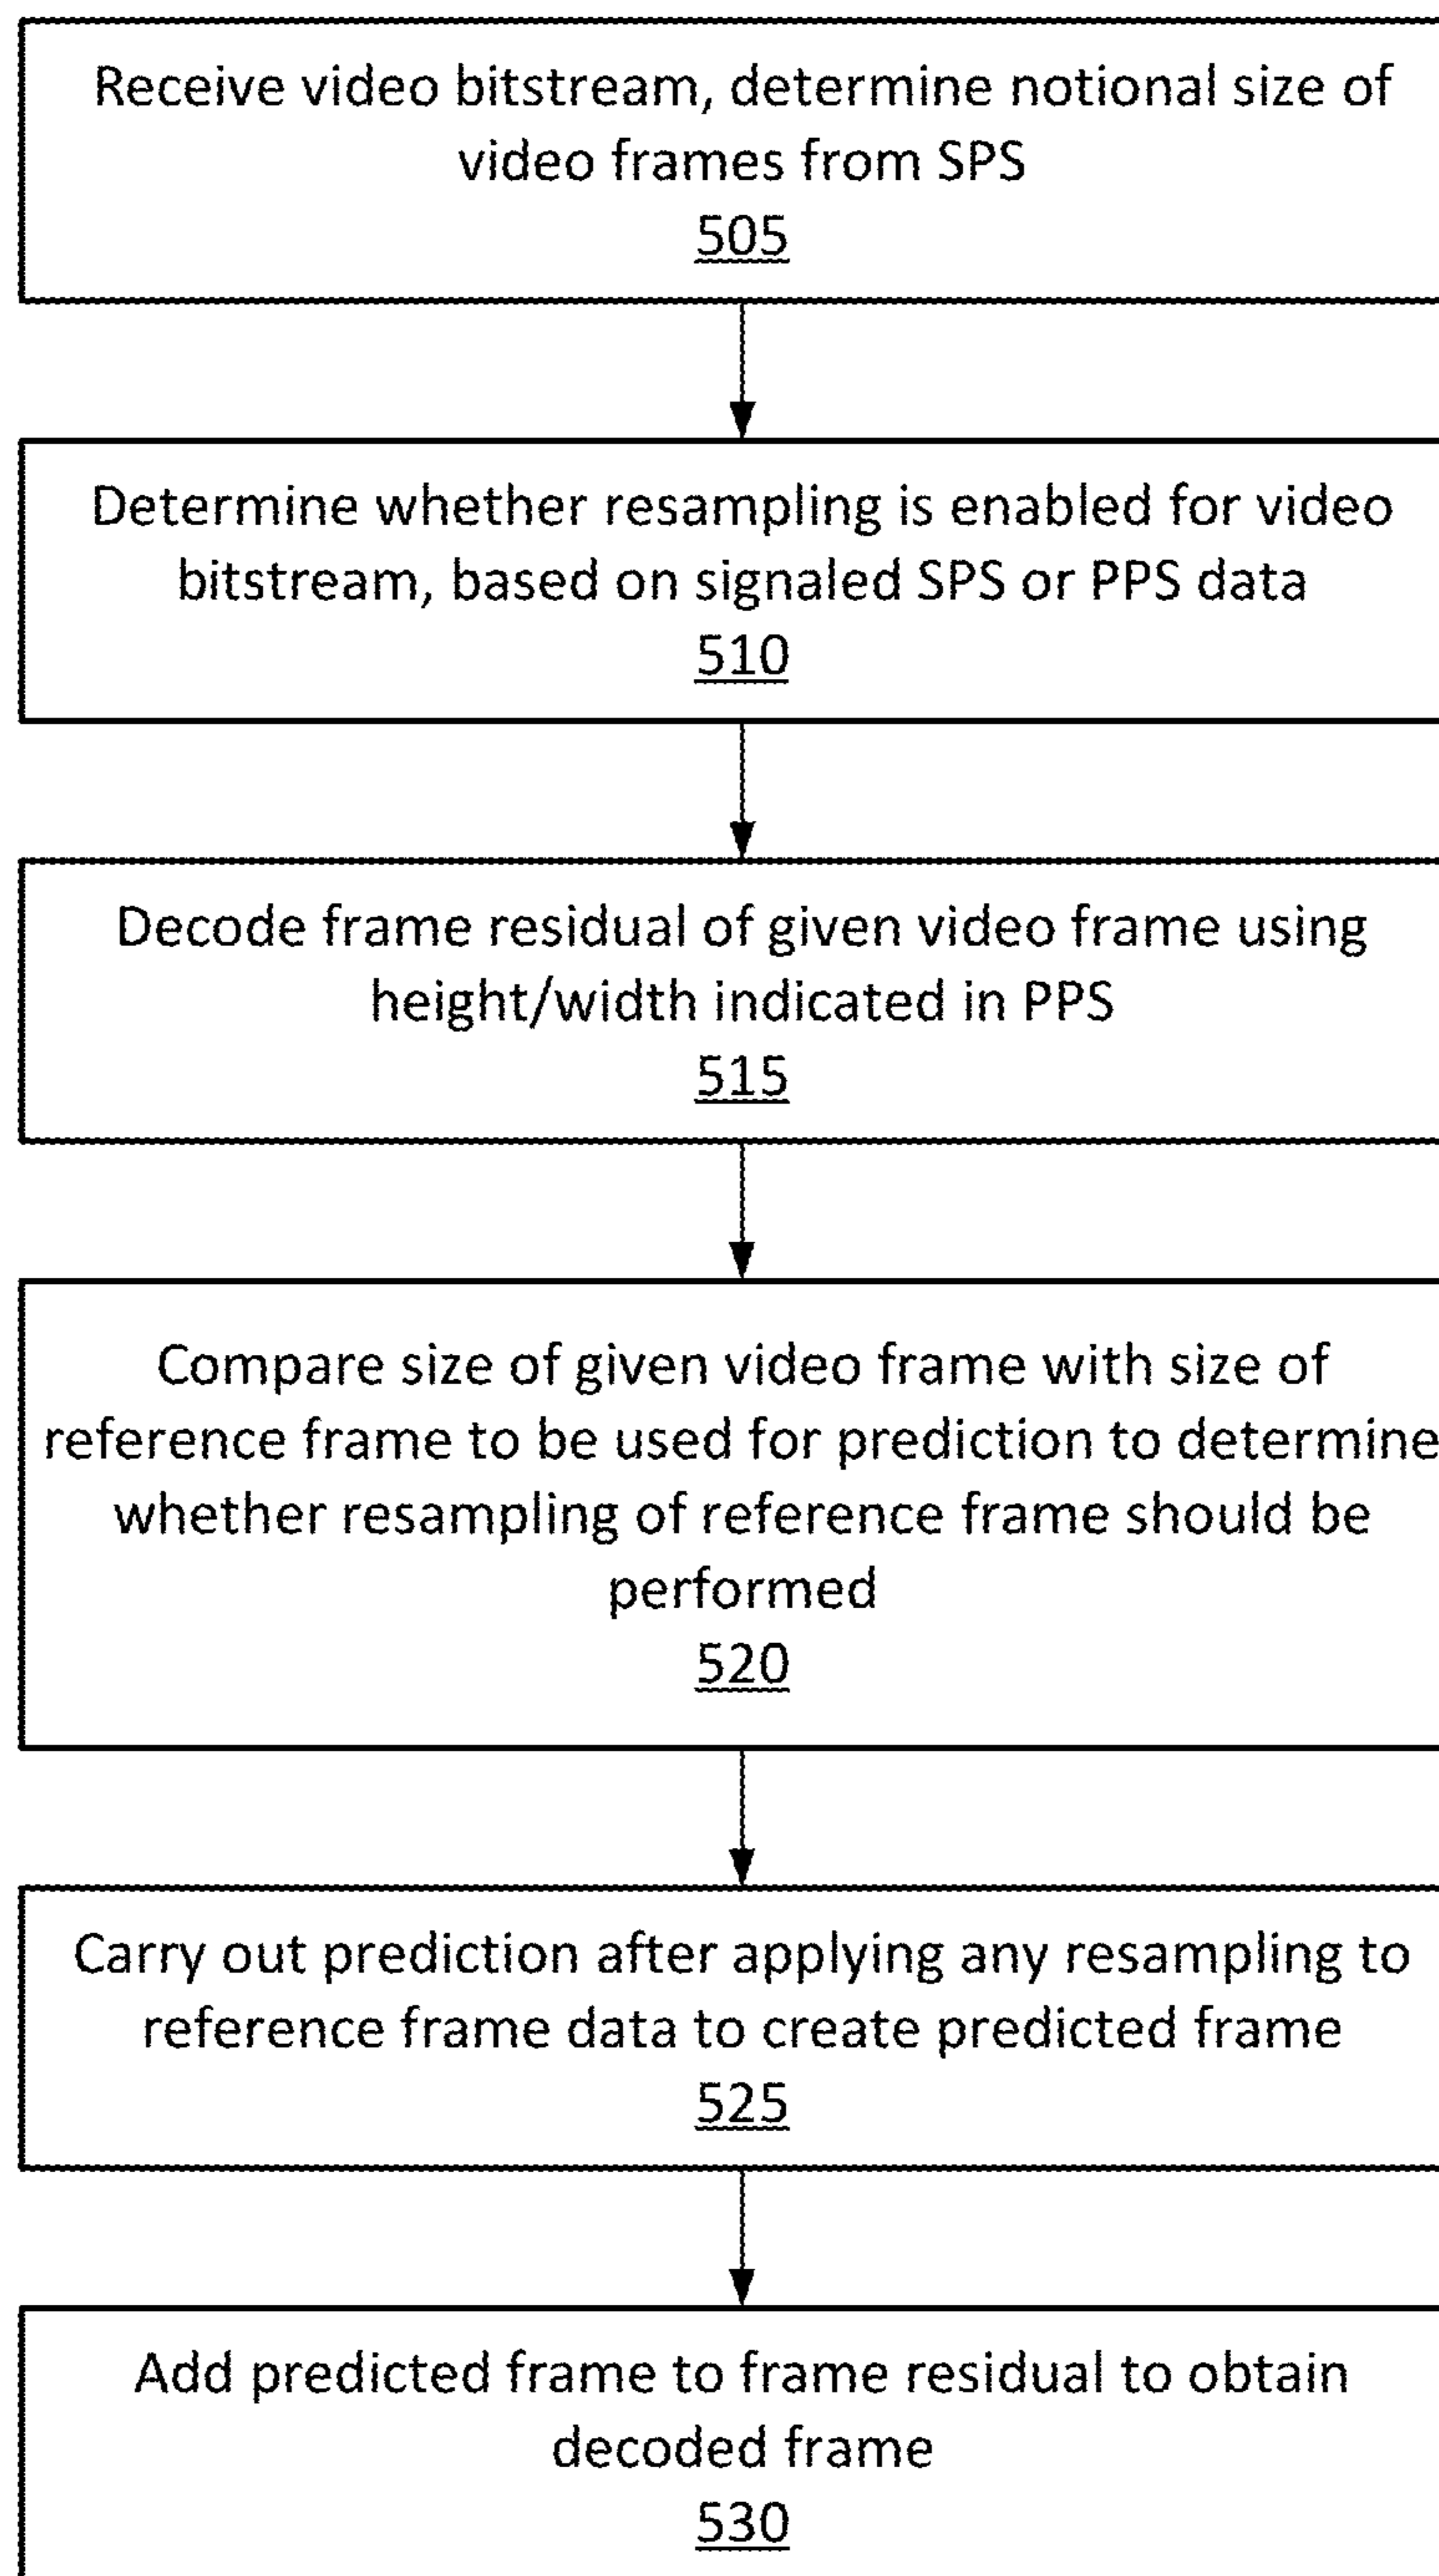 Receive video bitstream, determine notional size of
video frames from SPS
505
Determine whether resampling is enabled for video
bitstream, based on signaled SPS or PPS data
510
Decode frame residual of given video frame using
height/width indicated in PPS
515
Compare size of given video frame with size of
reference frame to be used for prediction to determine
whether resampling of reference frame should be
performed
520
Carry out prediction after applying any resampling to
reference frame data to create predicted frame
525
Add predicted frame to frame residual to obtain
decoded frame
530